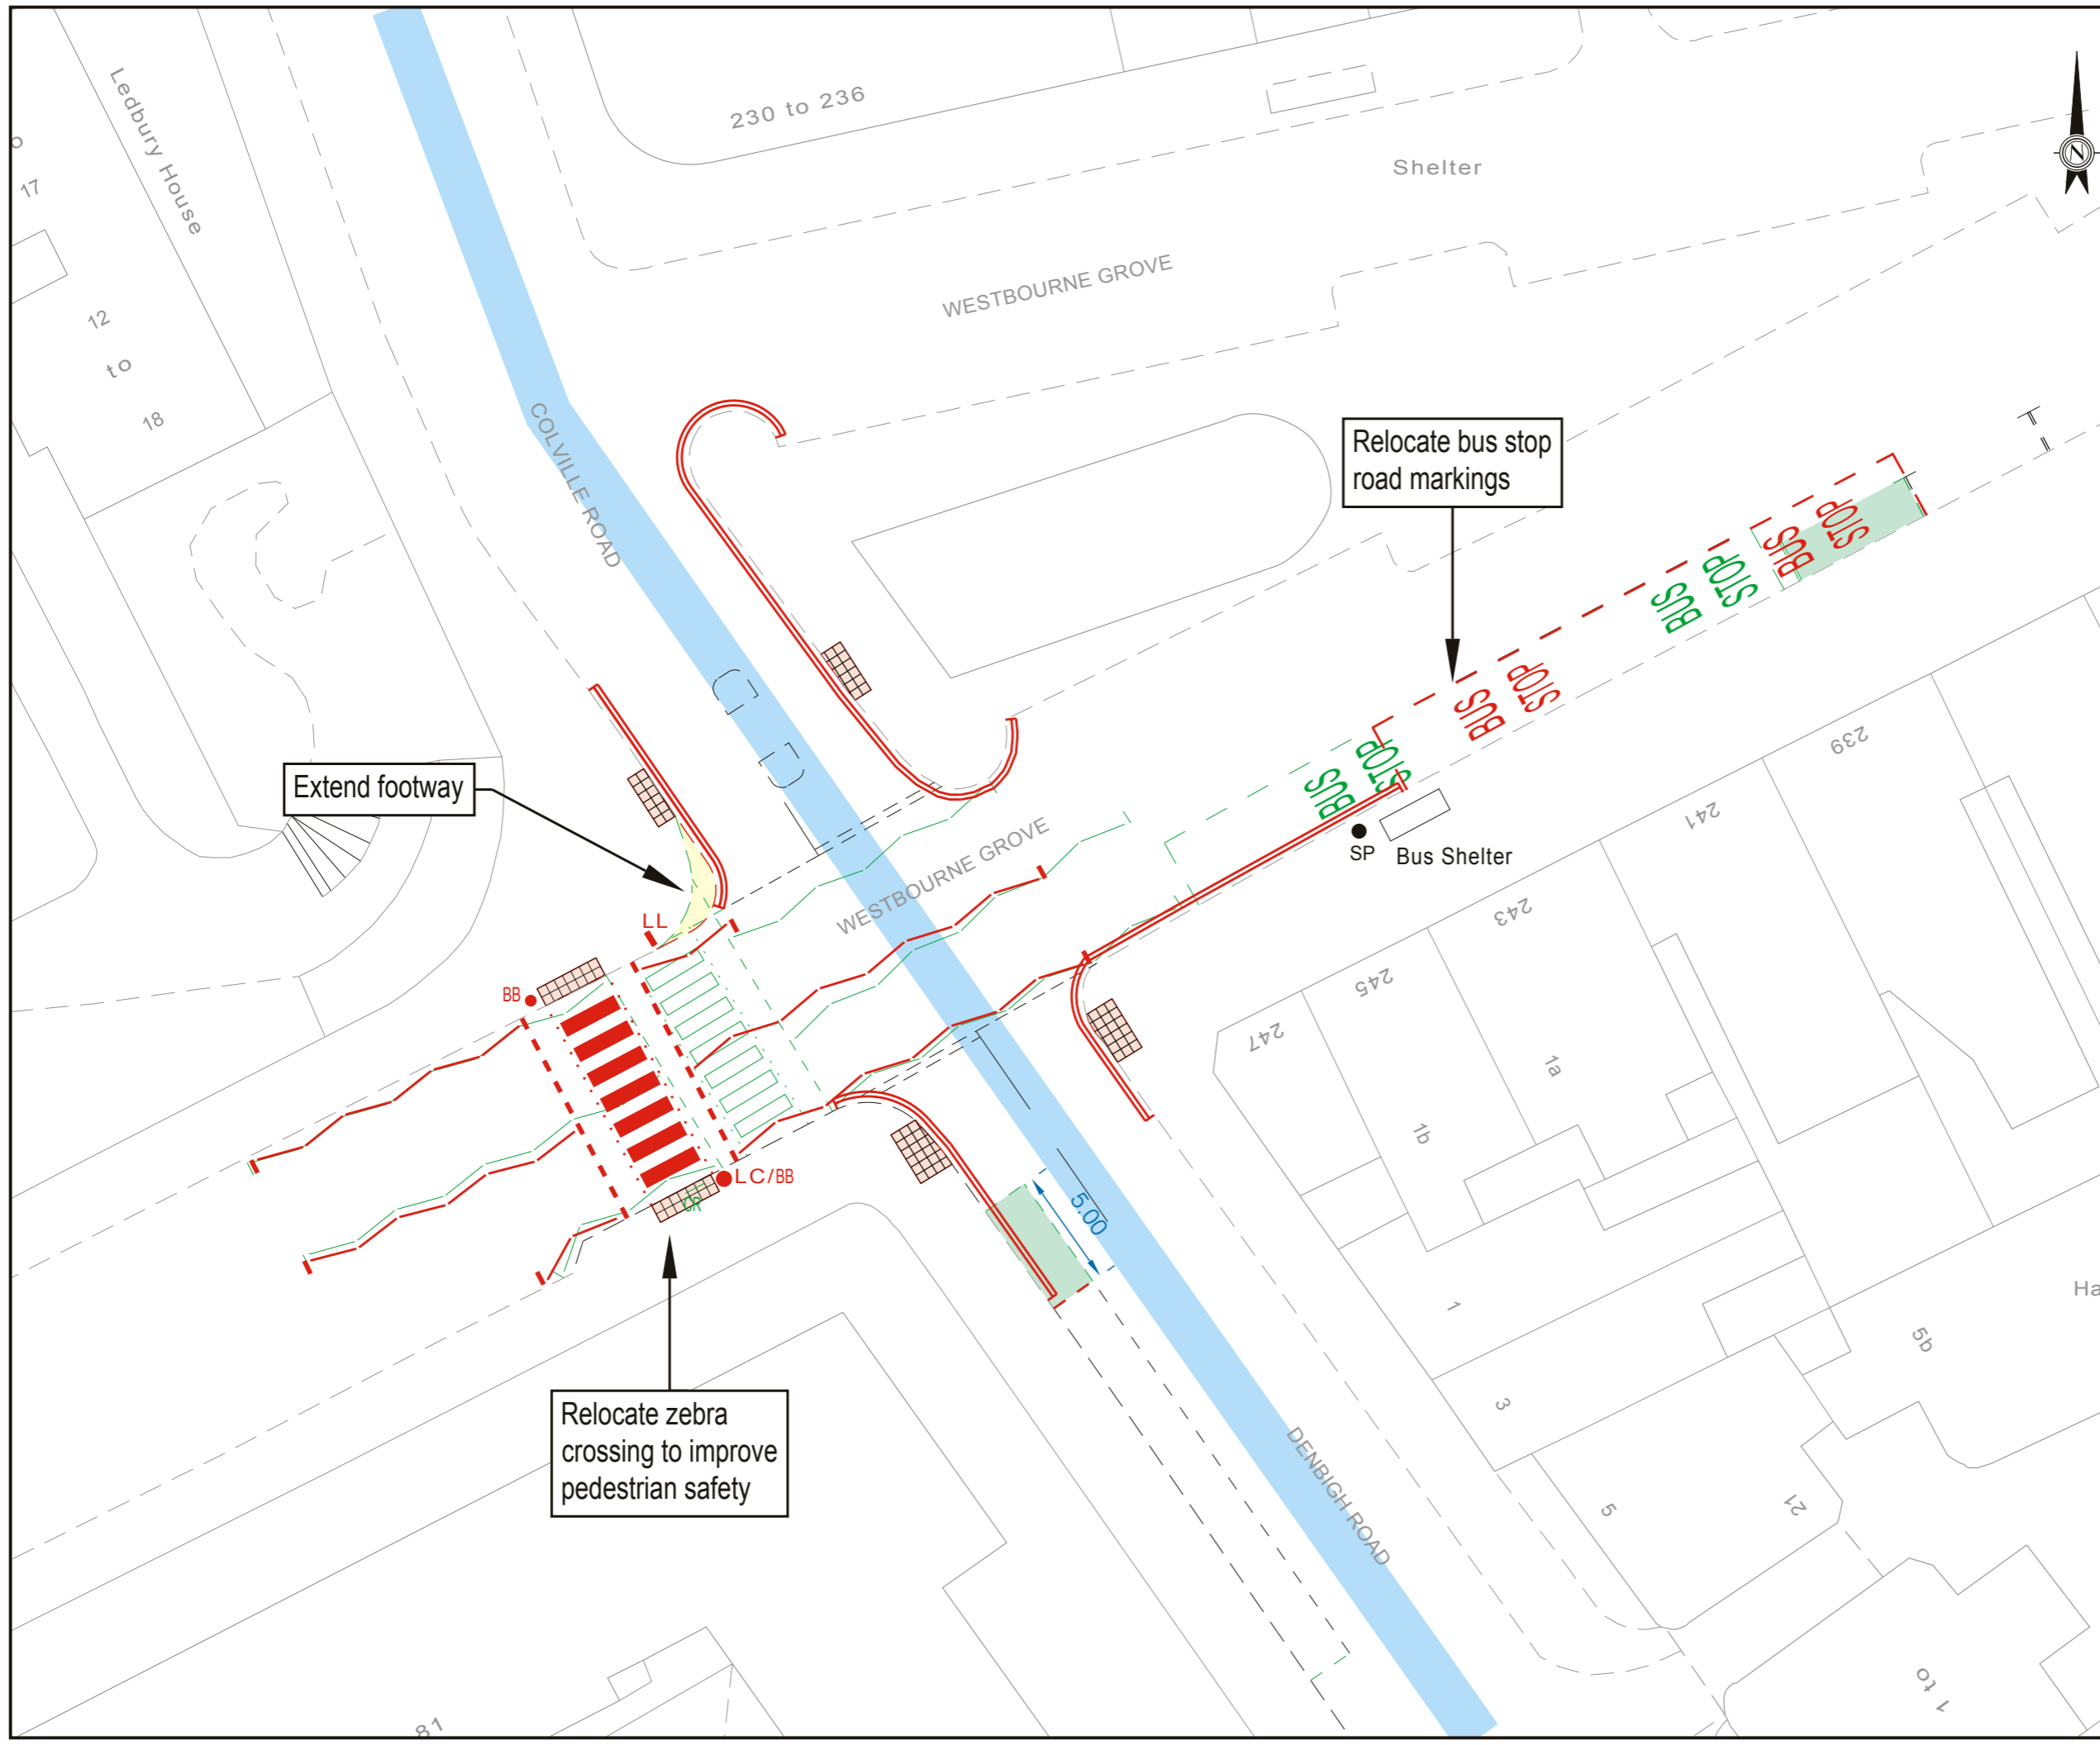 Ledbury House
o
17
12
to
18
230 to 236
Shelter
N
WESTBOURNE GROVE
COLVILLE ROAD
Relocate bus stop
road markings
BUS
STOP
BUS
STOP
BUS
STOP
BUS
STOP
SP
Bus Shelter
Extend footway
WESTBOURNE GROVE
LL
BB
LC/BB
CR
5.00
239
241
243
245
247
1a
1b
1
3
5
5b
21
Ha
1 to
DENBIGH ROAD
Relocate zebra
crossing to improve
pedestrian safety
81